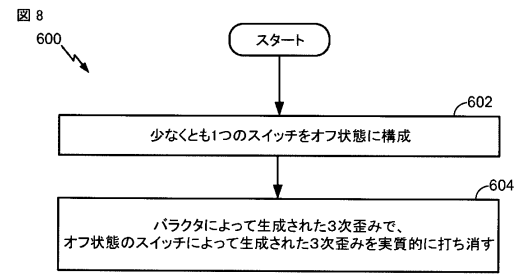 図 8
600
スタート
602
少なくとも1つのスイッチをオフ状態に構成
604
バラクタによって生成された3次歪みで、
オフ状態のスイッチによって生成された3次歪みを実質的に打ち消す